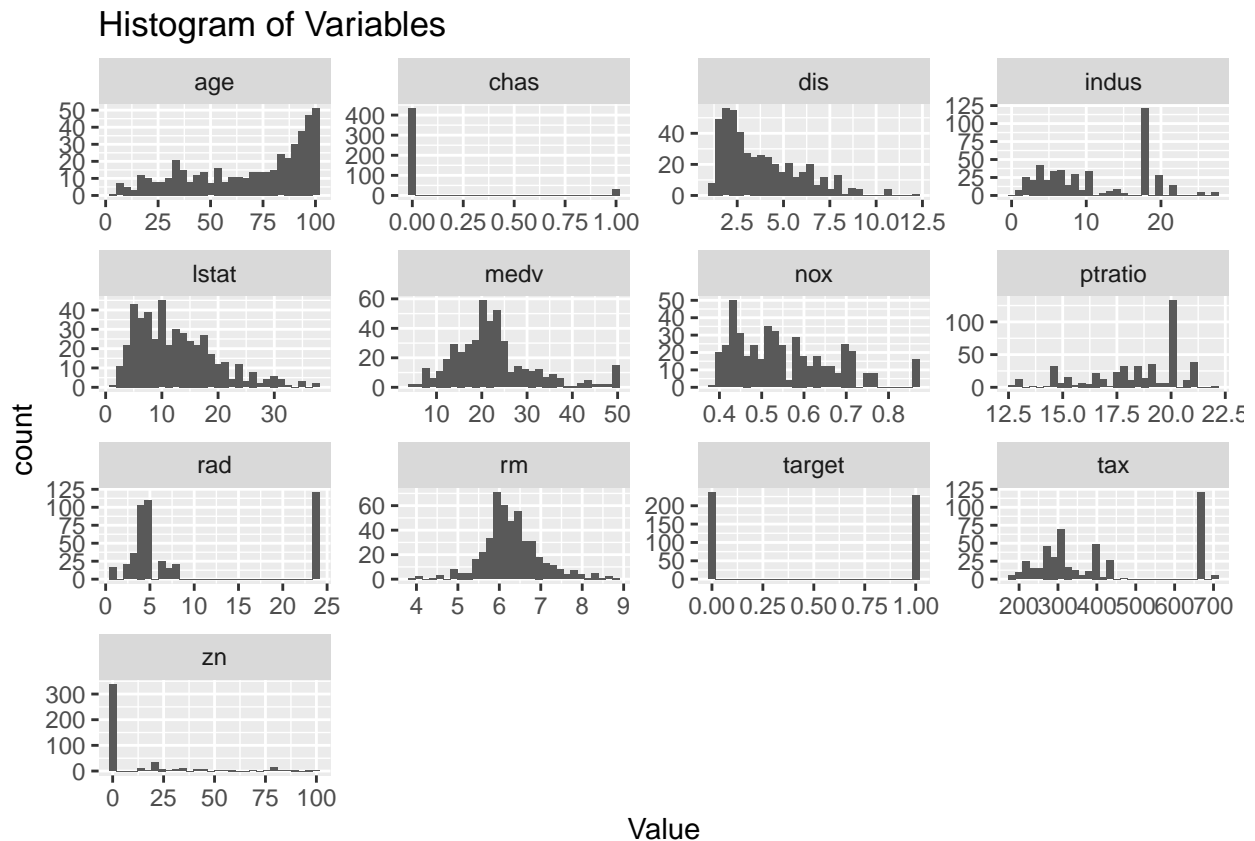 Histogram of Variables
age chas dis indus
50 40 30 20 10 0
400 300 200 100 0
40 20 0
125 100 75 50 25 0
0 25 50 75 100
0.00 0.25 0.50 0.75 1.00
2.5 5.0 7.5 10.0 12.5
0 10 20
lstat medv nox ptratio
40 30 20 10 0
60 40 20 0
50 40 30 20 10 0
100 50 0
0 10 20 30
10 20 30 40 50
0.4 0.5 0.6 0.7 0.8
12.5 15.0 17.5 20.0 22.5
rad rm target tax
125 100 75 50 25 0
60 40 20 0
200 150 100 50 0
125 100 75 50 25 0
0 5 10 15 20 25
4 5 6 7 8 9
0.00 0.25 0.50 0.75 1.00
200 300 400 500 600 700
zn
300 200 100 0
0 25 50 75 100
count
Value